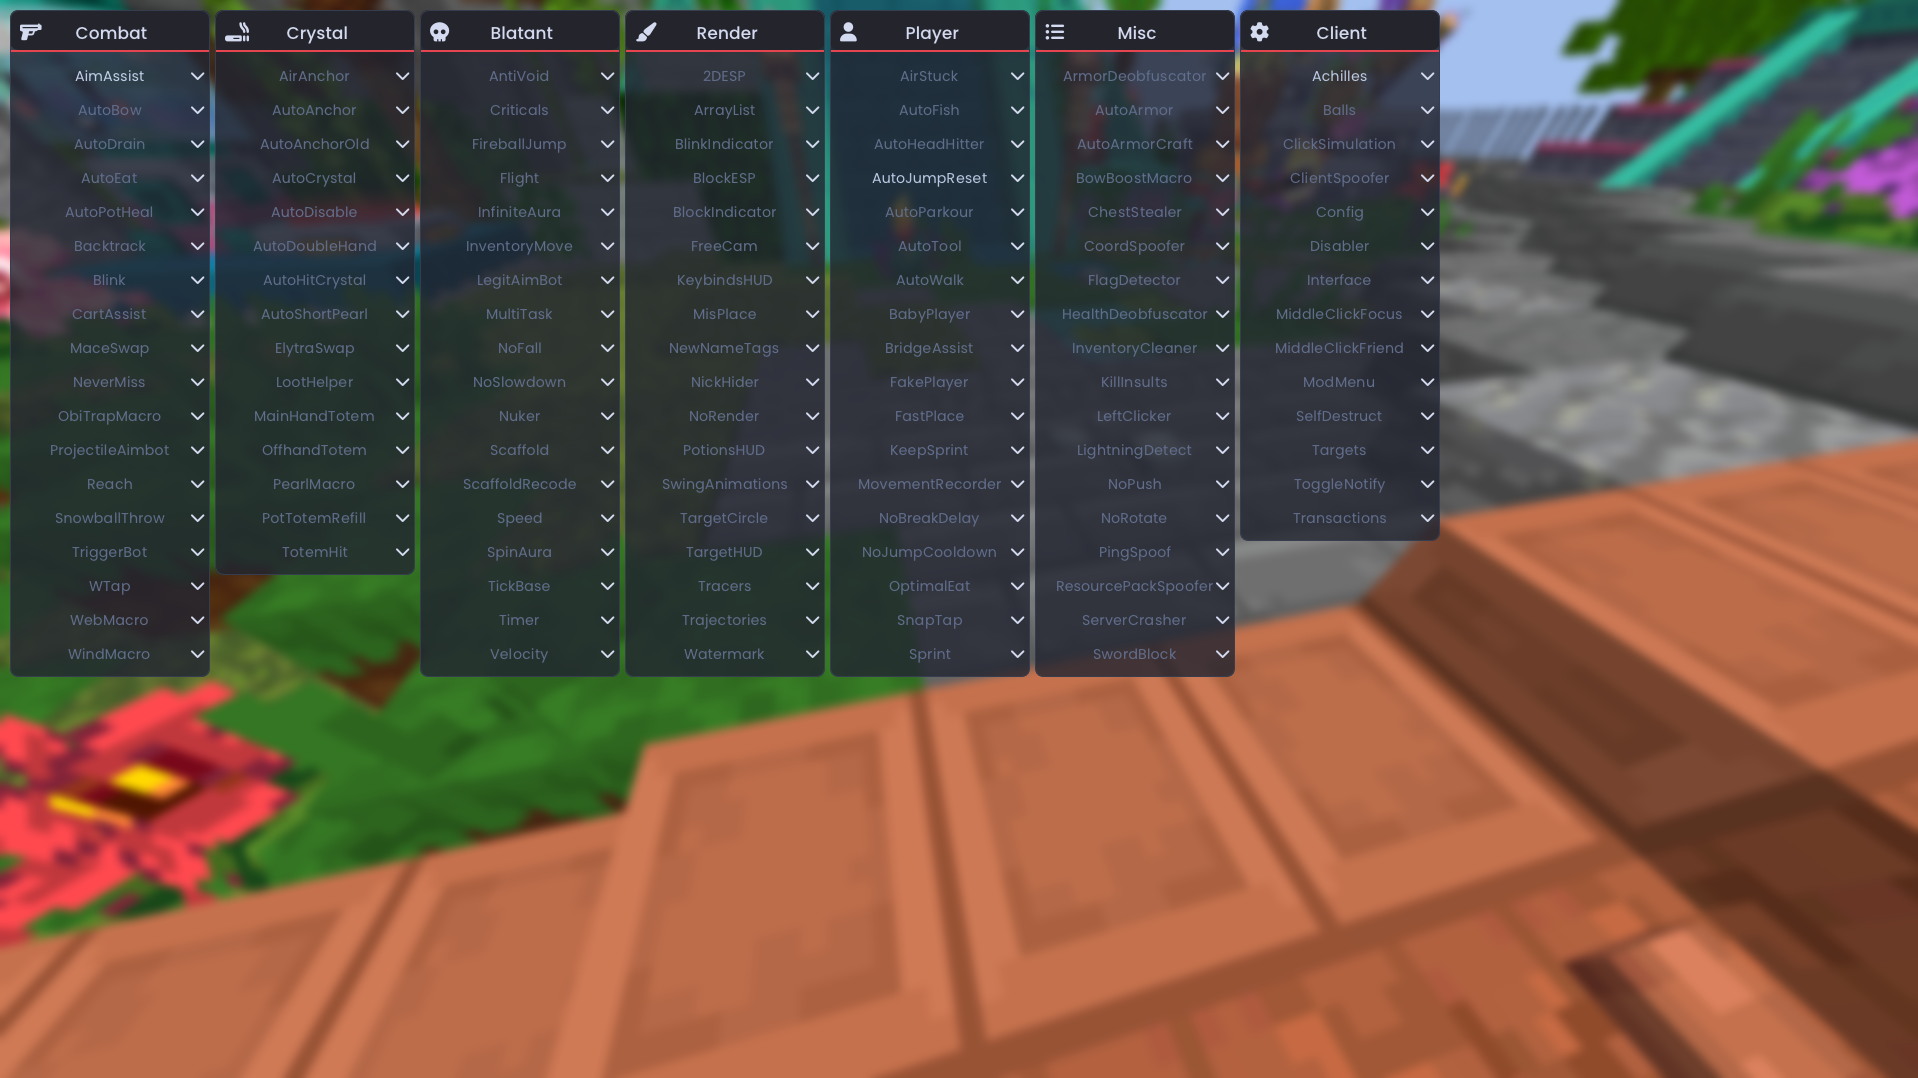 Combat
AimAssist
AutoBow
AutoDrain
AutoEat
AutoPotHeal
Backtrack
Blink
CartAssist
MaceSwap
NeverMiss
ObiTrapMacro
ProjectileAimbot
Reach
SnowballThrow
TriggerBot
WTap
WebMacro
WindMacro
Crystal
AirAnchor
AutoAnchor
AutoAnchorOld
AutoCrystal
AutoDisable
AutoDoubleHand
AutoHitCrystal
AutoShortPearl
ElytraSwap
LootHelper
MainHandTotem
OffhandTotem
PearlMacro
PotTotemRefill
TotemHit
Blatant
AntiVoid
Criticals
FireballJump
Flight
InfiniteAura
InventoryMove
LegitAimBot
MultiTask
NoFall
NoSlowdown
Nuker
Scaffold
ScaffoldRecode
Speed
SpinAura
TickBase
Timer
Velocity
Render
2DESP
ArrayList
BlinkIndicator
BlockESP
BlockIndicator
FreeCam
KeybindsHUD
MisPlace
NewNameTags
NickHider
NoRender
PotionsHUD
SwingAnimations
TargetCircle
TargetHUD
Tracers
Trajectories
Watermark
Player
AirStuck
AutoFish
AutoHeadHitter
AutoJumpReset
AutoParkour
AutoTool
AutoWalk
BabyPlayer
BridgeAssist
FakePlayer
FastPlace
KeepSprint
MovementRecorder
NoBreakDelay
NoJumpCooldown
OptimalEat
SnapTap
Sprint
Misc
ArmorDeobfuscator
AutoArmor
AutoArmorCraft
BowBoostMacro
ChestStealer
CoordSpoofer
FlagDetector
HealthDeobfuscator
InventoryCleaner
KillInsults
LeftClicker
LightningDetect
NoPush
NoRotate
PingSpoof
ResourcePackSpoofer
ServerCrasher
SwordBlock
Client
Achilles
Balls
ClickSimulation
ClientSpoofer
Config
Disabler
Interface
MiddleClickFocus
MiddleClickFriend
ModMenu
SelfDestruct
Targets
ToggleNotify
Transactions